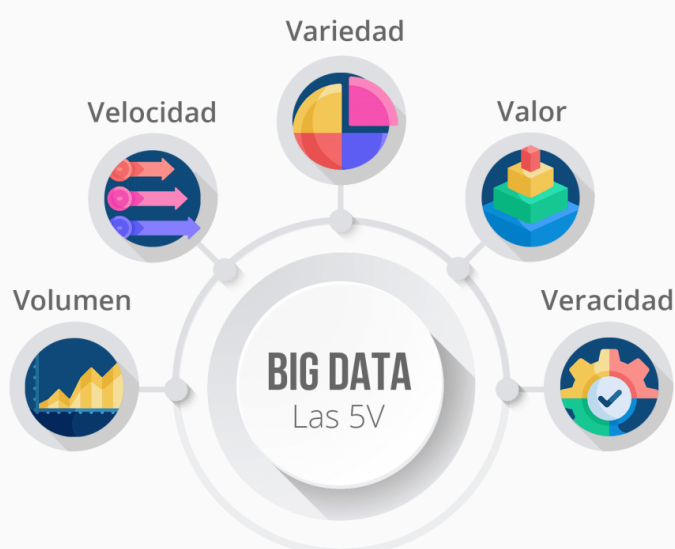 Variedad
Velocidad
Valor
Volumen
Veracidad
BIG DATA
Las 5V